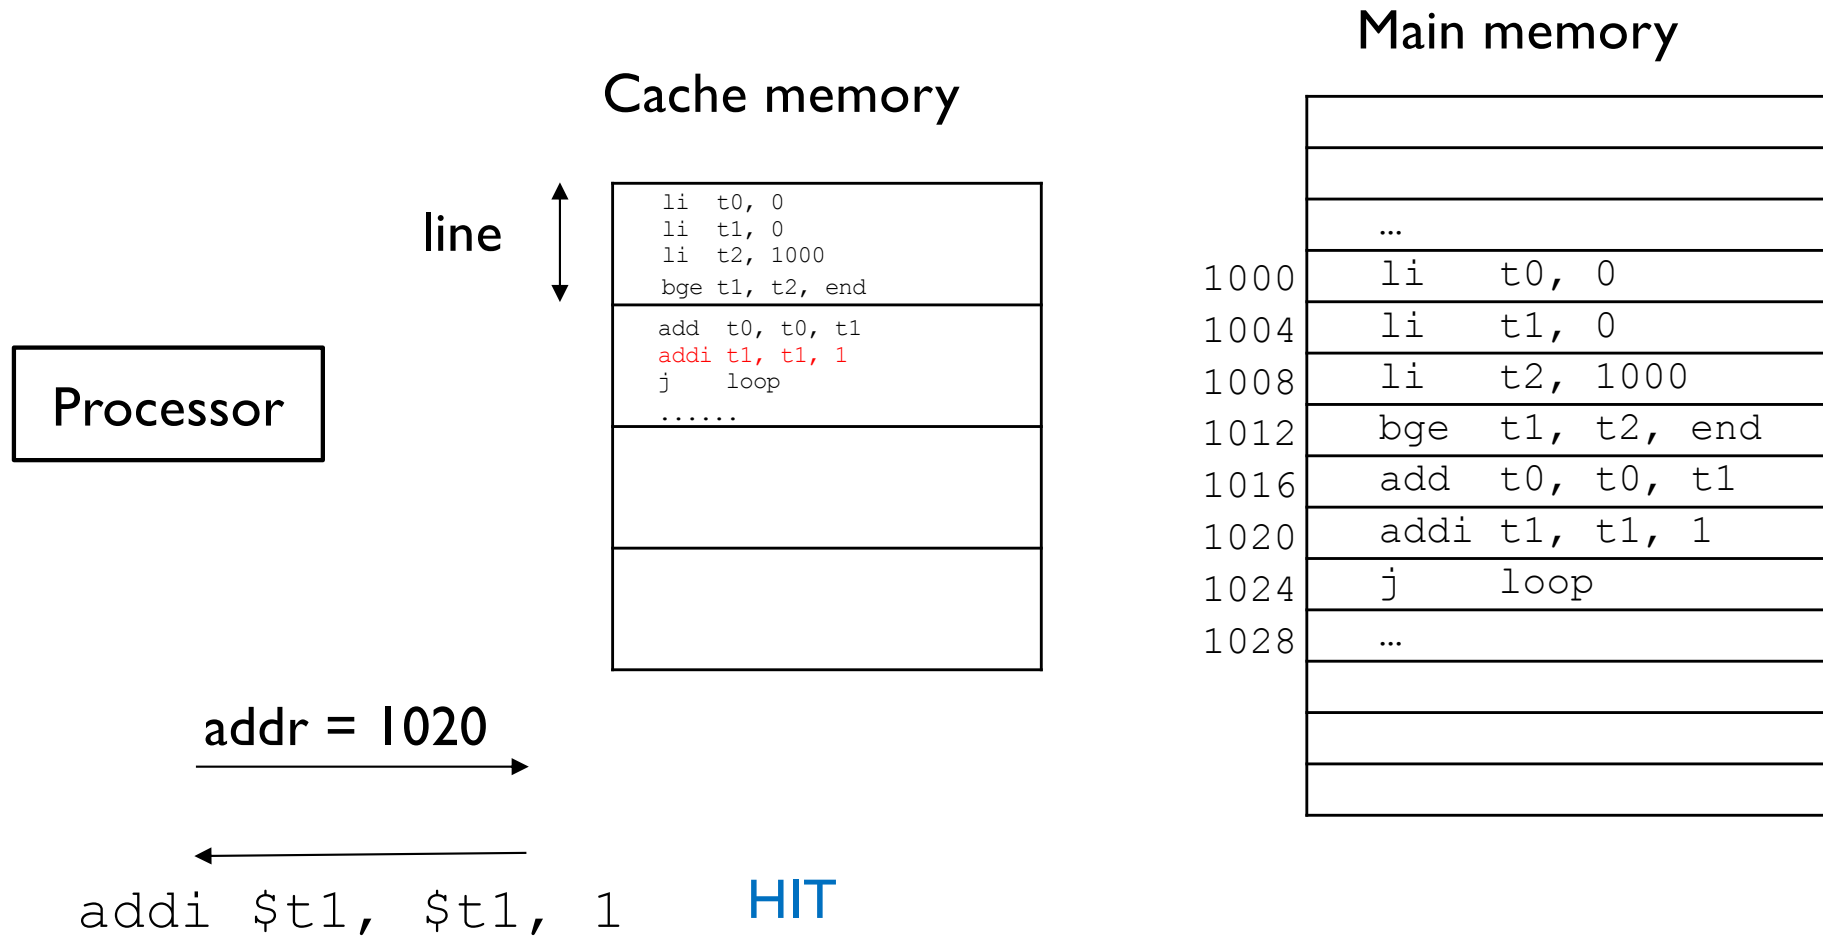 Main memory
Cache memory
line
li t0, 0
li t1, 0
li t2, 1000
bge t1, t2, end
add t0, t0, t1
addi t1, t1, 1
j loop
......
Processor
…
1000 li t0, 0
1004 li t1, 0
1008 li t2, 1000
1012 bge t1, t2, end
1016 add t0, t0, t1
1020 addi t1, t1, 1
1024 j loop
1028 …
addr = 1020
addi $t1, $t1, 1
HIT